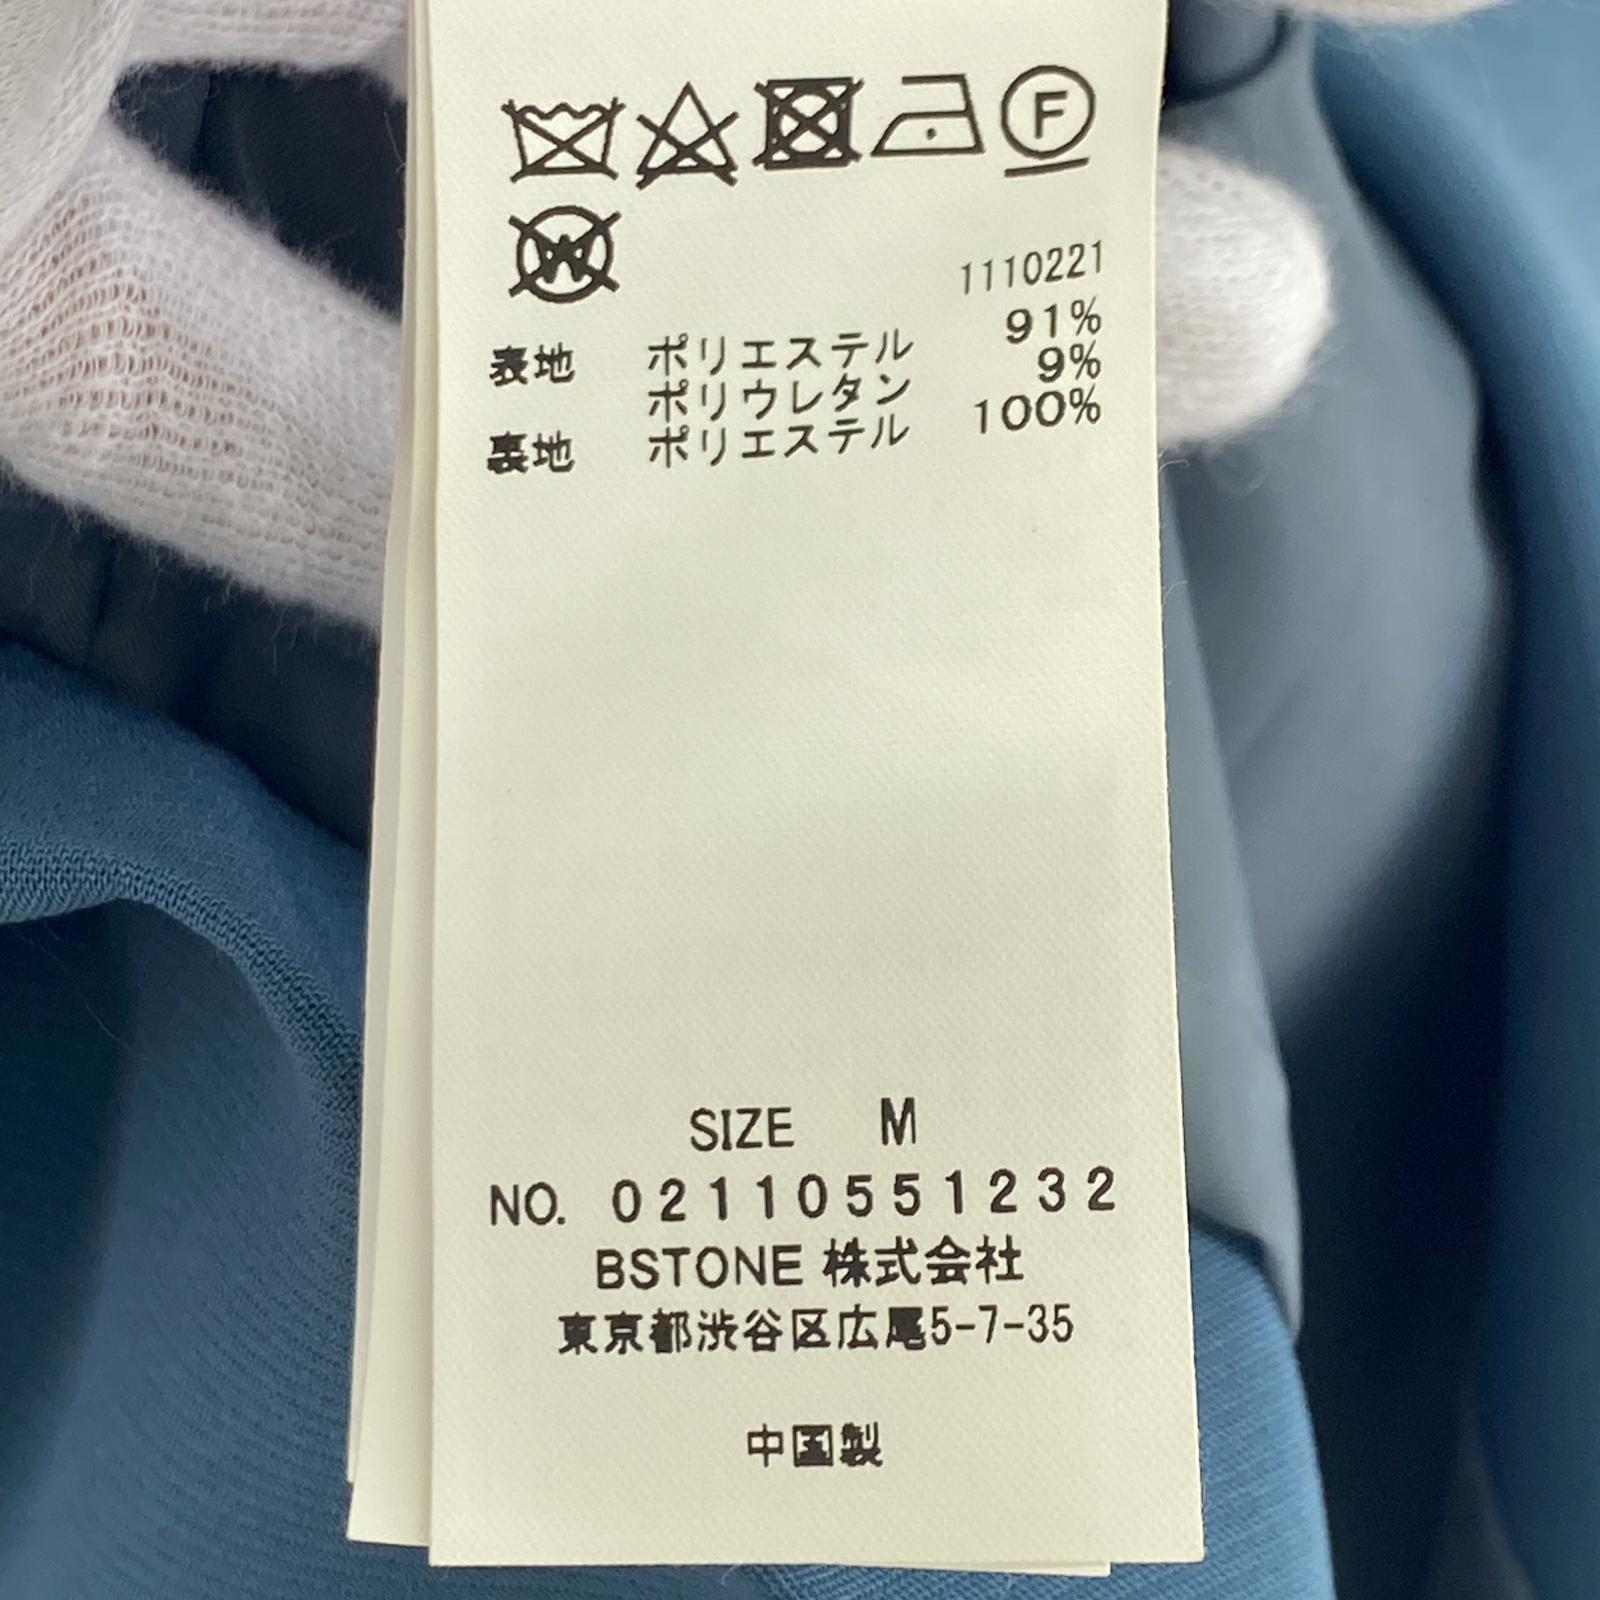 F
W
1110221
表地 ポリエステル 91%
ポリウレタン 9%
裏地 ポリエステル 100%
SIZE M
NO. 02110551232
BSTONE 株式会社
東京都渋谷区広尾5-7-35
中国製